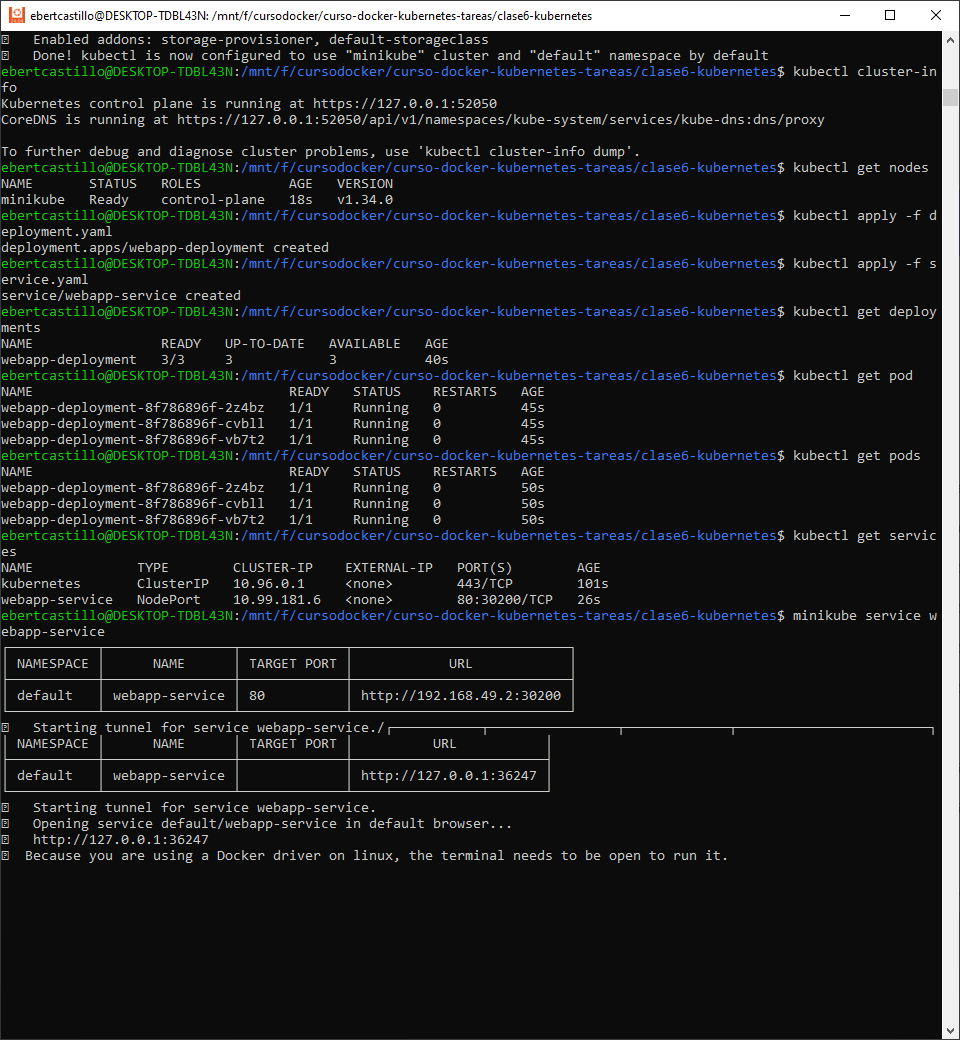 ebertcastillo@DESKTOP-TDBL43N: /mnt/f/cursodocker/curso-docker-kubernetes-tareas/clase6-kubernetes
Enabled addons: storage-provisioner, default-storageclass
Done! kubectl is now configured to use "minikube" cluster and "default" namespace by default
ebertcastillo@DESKTOP-TDBL43N:/mnt/f/cursodocker/curso-docker-kubernetes-tareas/clase6-kubernetes$ kubectl cluster-in
fo
Kubernetes control plane is running at https://127.0.0.1:52050
CoreDNS is running at https://127.0.0.1:52050/api/v1/namespaces/kube-system/services/kube-dns:dns/proxy
To further debug and diagnose cluster problems, use 'kubectl cluster-info dump'.
ebertcastillo@DESKTOP-TDBL43N:/mnt/f/cursodocker/curso-docker-kubernetes-tareas/clase6-kubernetes$ kubectl get nodes
NAME       STATUS   ROLES           AGE   VERSION
minikube   Ready    control-plane   18s   v1.34.0
ebertcastillo@DESKTOP-TDBL43N:/mnt/f/cursodocker/curso-docker-kubernetes-tareas/clase6-kubernetes$ kubectl apply -f d
eployment.yaml
deployment.apps/webapp-deployment created
ebertcastillo@DESKTOP-TDBL43N:/mnt/f/cursodocker/curso-docker-kubernetes-tareas/clase6-kubernetes$ kubectl apply -f s
ervice.yaml
service/webapp-service created
ebertcastillo@DESKTOP-TDBL43N:/mnt/f/cursodocker/curso-docker-kubernetes-tareas/clase6-kubernetes$ kubectl get deploy
ments
NAME                READY   UP-TO-DATE   AVAILABLE   AGE
webapp-deployment   3/3     3            3           40s
ebertcastillo@DESKTOP-TDBL43N:/mnt/f/cursodocker/curso-docker-kubernetes-tareas/clase6-kubernetes$ kubectl get pod
NAME                                READY   STATUS    RESTARTS   AGE
webapp-deployment-8f786896f-2z4bz   1/1     Running   0          45s
webapp-deployment-8f786896f-cvbll   1/1     Running   0          45s
webapp-deployment-8f786896f-vb7t2   1/1     Running   0          45s
ebertcastillo@DESKTOP-TDBL43N:/mnt/f/cursodocker/curso-docker-kubernetes-tareas/clase6-kubernetes$ kubectl get pods
NAME                                READY   STATUS    RESTARTS   AGE
webapp-deployment-8f786896f-2z4bz   1/1     Running   0          50s
webapp-deployment-8f786896f-cvbll   1/1     Running   0          50s
webapp-deployment-8f786896f-vb7t2   1/1     Running   0          50s
ebertcastillo@DESKTOP-TDBL43N:/mnt/f/cursodocker/curso-docker-kubernetes-tareas/clase6-kubernetes$ kubectl get servic
es
NAME             TYPE        CLUSTER-IP    EXTERNAL-IP   PORT(S)        AGE
kubernetes       ClusterIP   10.96.0.1     <none>        443/TCP        101s
webapp-service   NodePort    10.99.181.6   <none>        80:30200/TCP   26s
ebertcastillo@DESKTOP-TDBL43N:/mnt/f/cursodocker/curso-docker-kubernetes-tareas/clase6-kubernetes$ minikube service w
ebapp-service
NAMESPACE NAME TARGET PORT URL
default webapp-service 80 http://192.168.49.2:30200
Starting tunnel for service webapp-service./
NAMESPACE NAME TARGET PORT URL
default webapp-service http://127.0.0.1:36247
Starting tunnel for service webapp-service.
Opening service default/webapp-service in default browser...
http://127.0.0.1:36247
Because you are using a Docker driver on linux, the terminal needs to be open to run it.